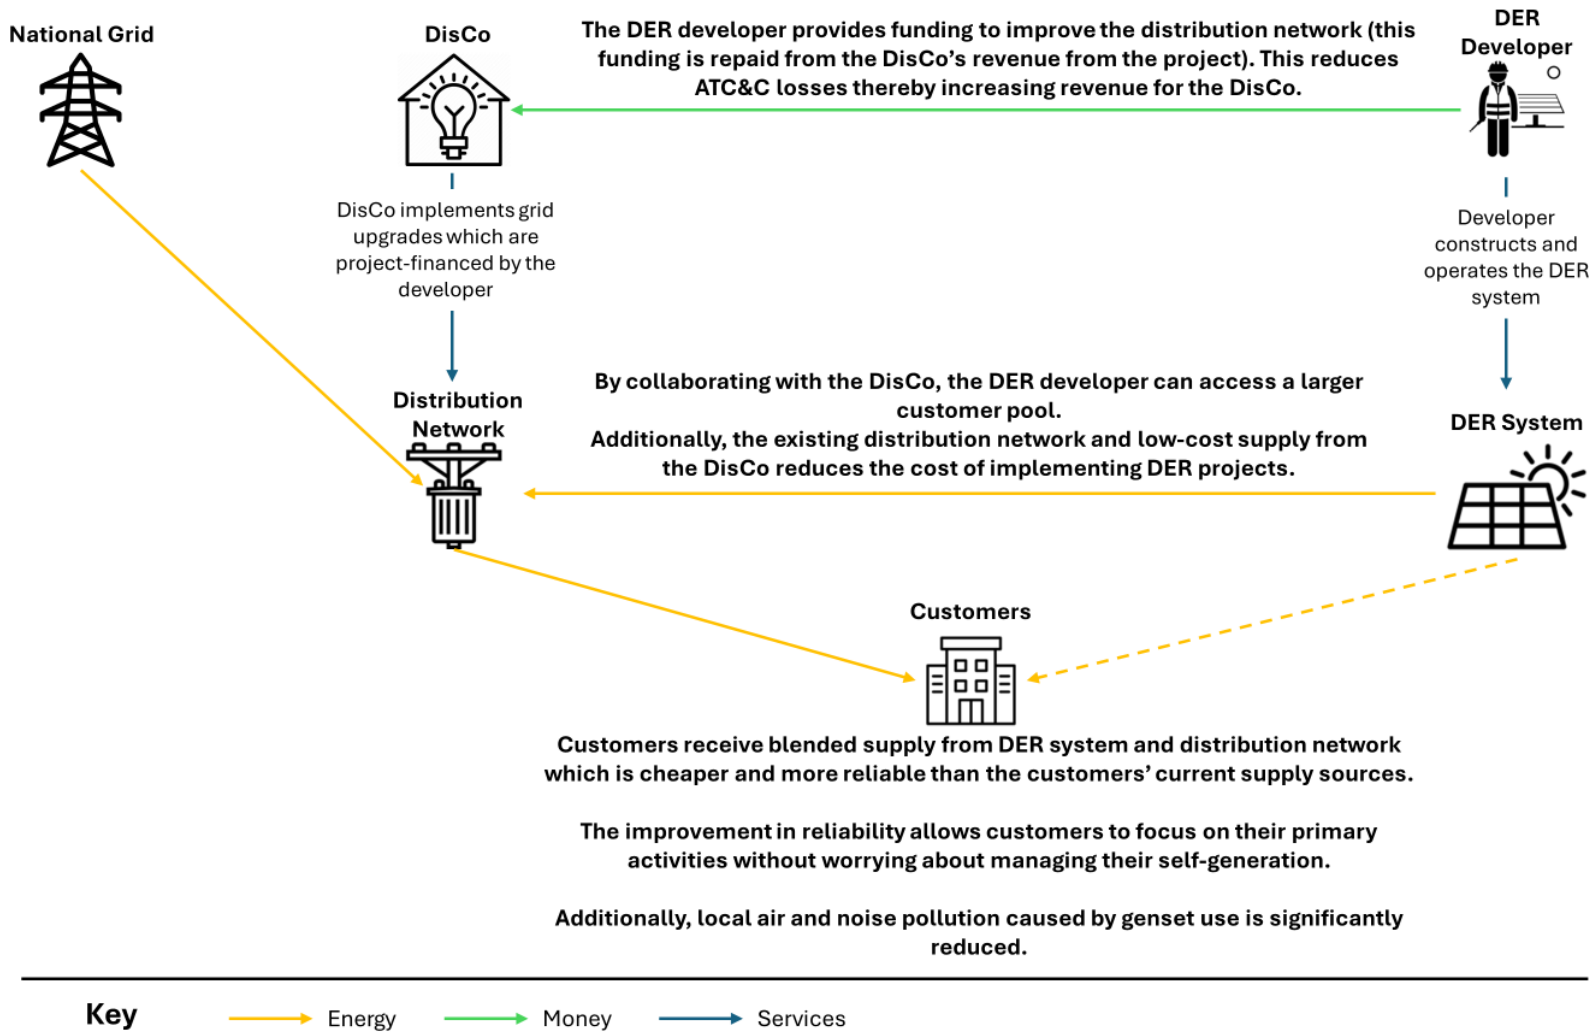 National Grid
DisCo
The DER developer provides funding to improve the distribution network (this
funding is repaid from the DisCo’s revenue from the project). This reduces
ATC&C losses thereby increasing revenue for the DisCo.
DER
Developer
DisCo implements grid
upgrades which are
project-financed by the
developer
Developer
constructs and
operates the DER
system
Distribution
Network
By collaborating with the DisCo, the DER developer can access a larger
customer pool.
Additionally, the existing distribution network and low-cost supply from
the DisCo reduces the cost of implementing DER projects.
DER System
Customers
Customers receive blended supply from DER system and distribution network
which is cheaper and more reliable than the customers’ current supply sources.
The improvement in reliability allows customers to focus on their primary
activities without worrying about managing their self-generation.
Additionally, local air and noise pollution caused by genset use is significantly
reduced.
Key
Energy
Money
Services